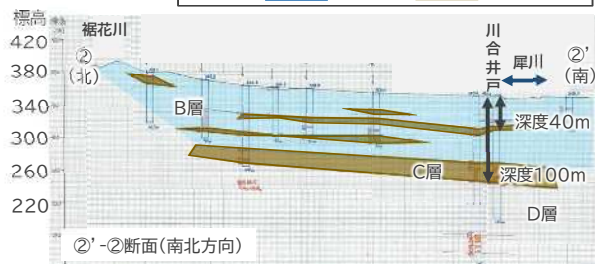 標高
420
380
340
300
260
220
裾花川
②
(北)
川合井戸
犀川
②'
(南)
B層
深度40m
C層
深度100m
D層
②'-②断面(南北方向)